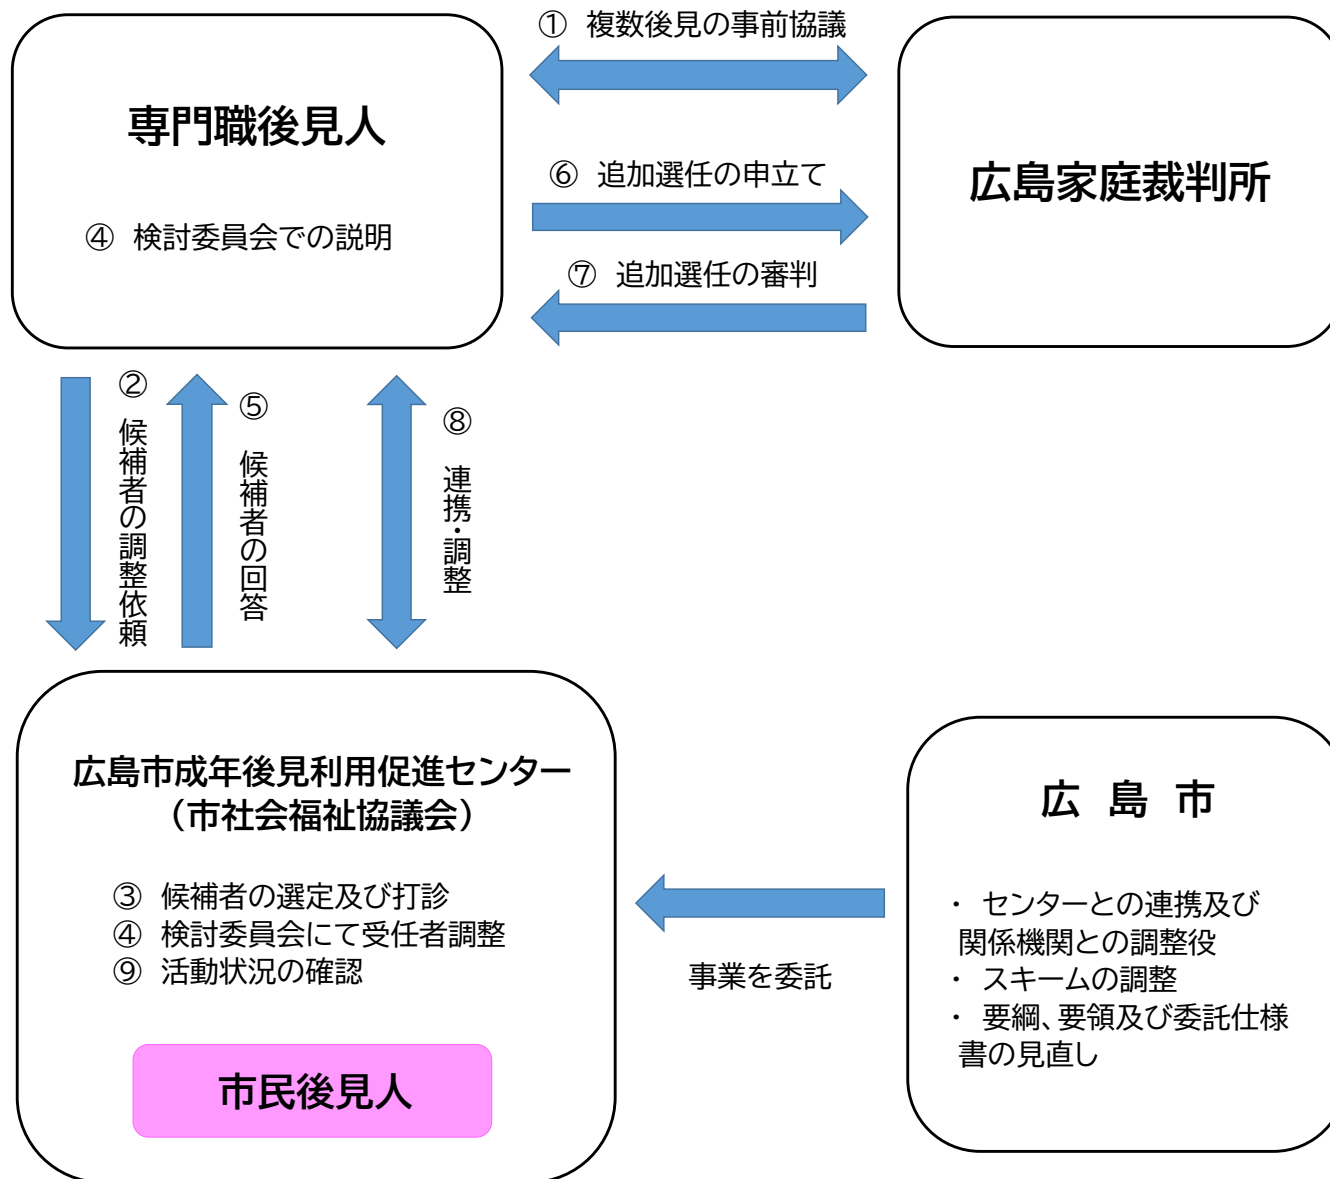 ① 複数後見の事前協議
専門職後見人
④ 検討委員会での説明
⑥ 追加選任の申立て
⑦ 追加選任の審判
広島家庭裁判所
② 候補者の調整依頼
⑤ 候補者の回答
⑧ 連携・調整
広島市成年後見利用促進センター
(市社会福祉協議会)
③ 候補者の選定及び打診
④ 検討委員会にて受任者調整
⑨ 活動状況の確認
市民後見人
事業を委託
広 島 市
・ センターとの連携及び
関係機関との調整役
・ スキームの調整
・ 要綱、要領及び委託仕様
書の見直し